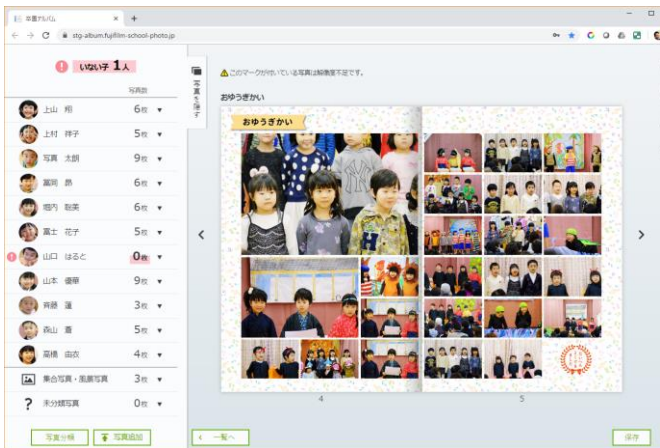 卒業アルバム
stg-album.fujifilm-school-photo.jp
いない子 1人
写真数
上山 翔 6枚
上村 祥子 5枚
写真 太朗 9枚
富岡 昴 6枚
堀内 聡美 6枚
富士 花子 5枚
山口 はると 0枚
山本 優華 9枚
斉藤 蓮 3枚
森山 蒼 5枚
高橋 由衣 4枚
集合写真・風景写真 3枚
未分類写真 0枚
写真分類
写真追加
写真を探す
このマークが付いている写真は解像度不足です。
おゆうぎかい
おゆうぎかい
4
5
一覧へ
保存